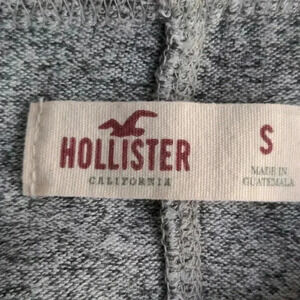 HOLLISTER
CALIFORNIA
S
MADE IN
GUATEMALA